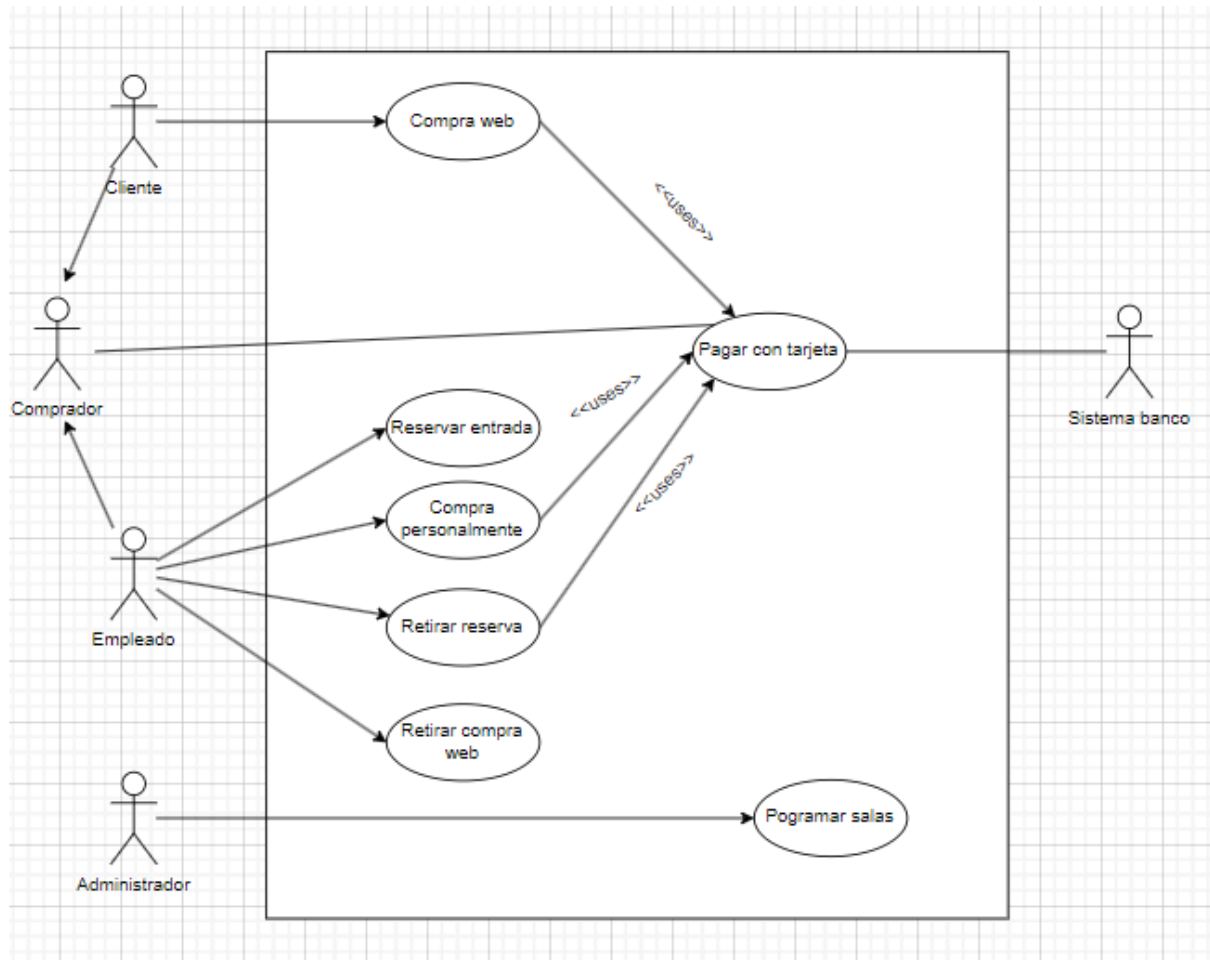 Compra web
Cliente
<<uses>>
Pagar con tarjeta
Comprador
<<uses>>
Reservar entrada
Sistema banco
<<uses>>
Compra
personalmente
Retirar reserva
Empleado
Retirar compra
web
Pogramar salas
Administrador